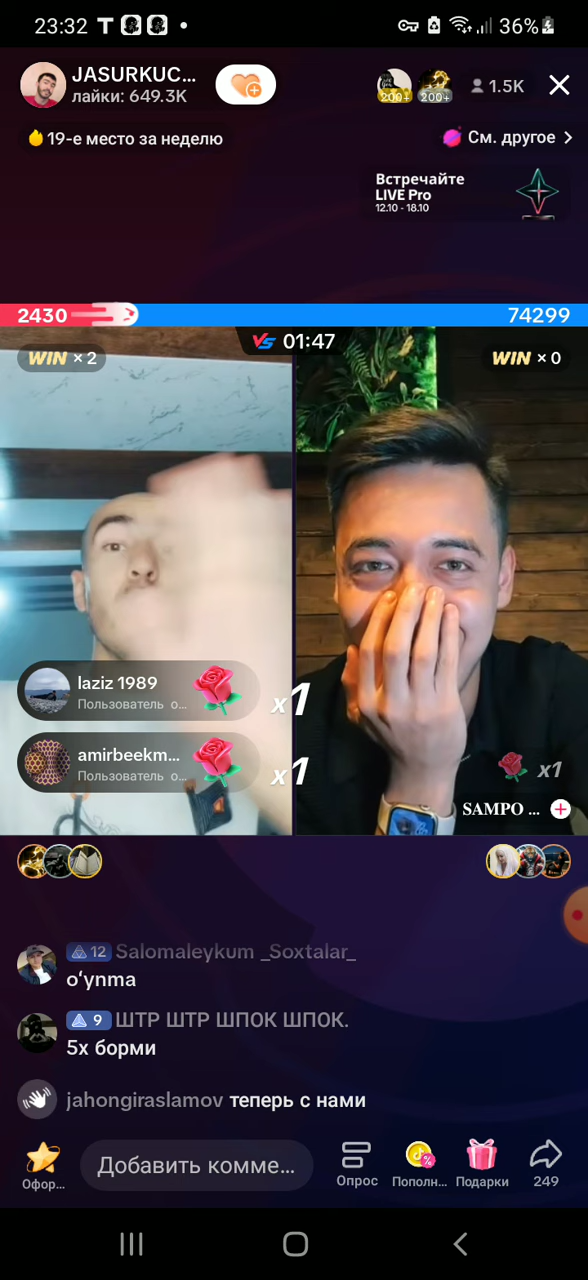 23:32
36%
JASURKUC...
лайки: 649.3K
200+
200+
1.5K
19-е место за неделю
См. другое
Встречайте
LIVE Pro
12.10 - 18.10
2430
74299
VS 01:47
WIN × 2
WIN × 0
laziz 1989
Пользователь о...
x1
amirbeekm...
Пользователь о...
x1
x1
SAMPO ...
12 Salomaleykum _Soxtalar_
oʻynma
9 ШТР ШТР ШПОК ШПОК.
5х борми
jahongiraslamov теперь с нами
Добавить комме...
Офор...
Опрос
Пополн...
Подарки
249